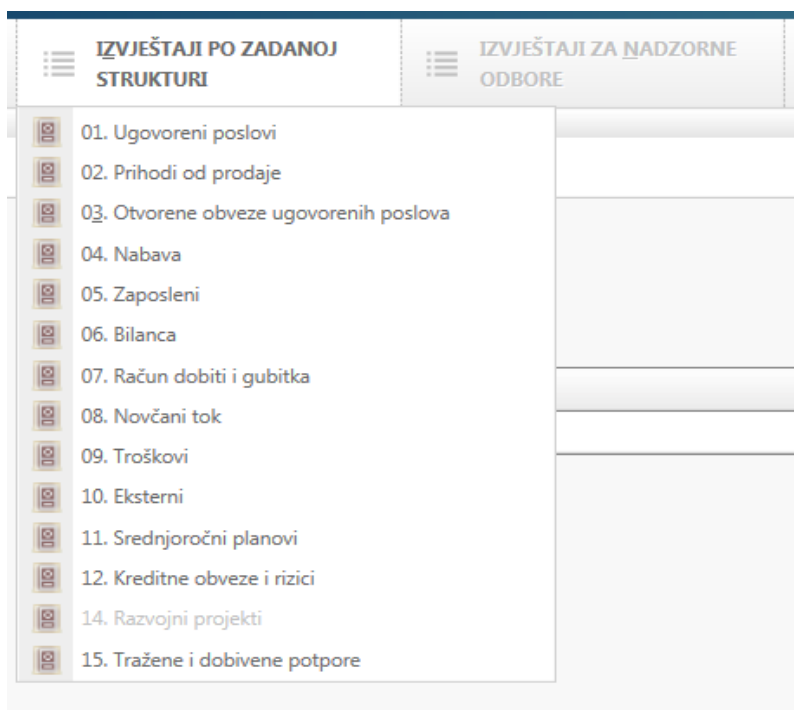 IZVJEŠTAJI PO ZADANOJ
STRUKTURI
IZVJEŠTAJI ZA NADZORNE
ODBORE
01. Ugovoreni poslovi
02. Prihodi od prodaje
03. Otvorene obveze ugovorenih poslova
04. Nabava
05. Zaposleni
06. Bilanca
07. Račun dobiti i gubitka
08. Novčani tok
09. Troškovi
10. Eksterni
11. Srednjoročni planovi
12. Kreditne obveze i rizici
14. Razvojni projekti
15. Tražene i dobivene potpore